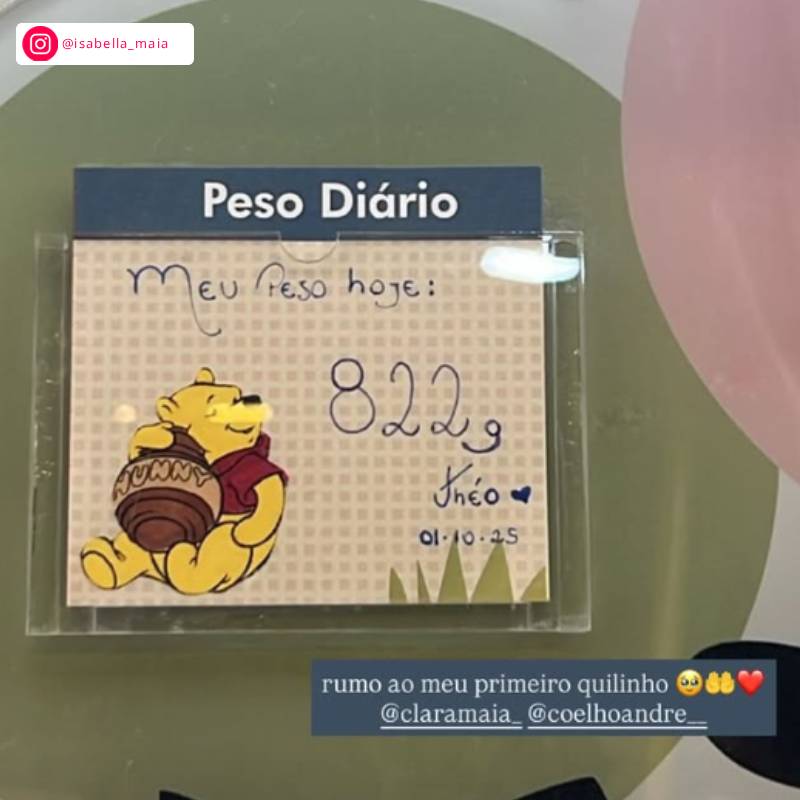 @isabella_maia
Peso Diário
Meu Peso hoje:
822g
HUNNY
Théo ♥
01·10·25
rumo ao meu primeiro quilinho 🥹🤲❤️
@claramaia_ @coelhoandre__